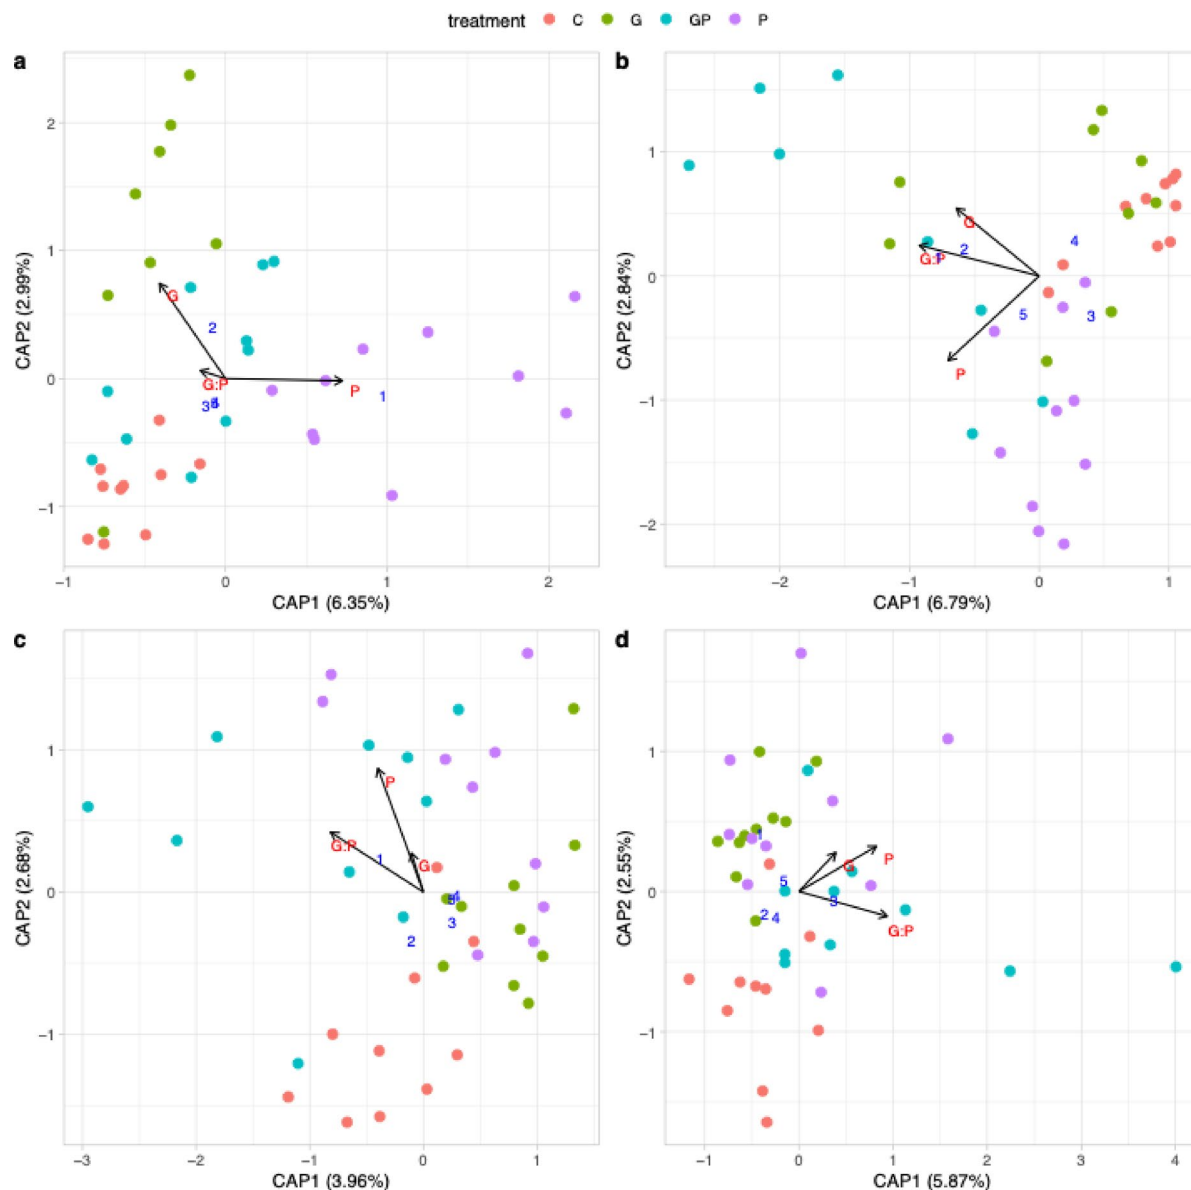 treatment C G GP P
a
2
1
0
−1
−1 0 1 2
CAP1 (6.35%)
CAP2 (2.99%)
G
G:P
P
1
2
3
b
1
0
−1
−2
−2 −1 0 1
CAP1 (6.79%)
CAP2 (2.84%)
G
G:P
P
2
4
5
3
c
1
0
−1
−3 −2 −1 0 1
CAP1 (3.96%)
CAP2 (2.68%)
P
G:P
G
1
4
3
2
d
1
0
−1
−1 0 1 2 3 4
CAP1 (5.87%)
CAP2 (2.55%)
1
G
P
5
3
2
4
G:P